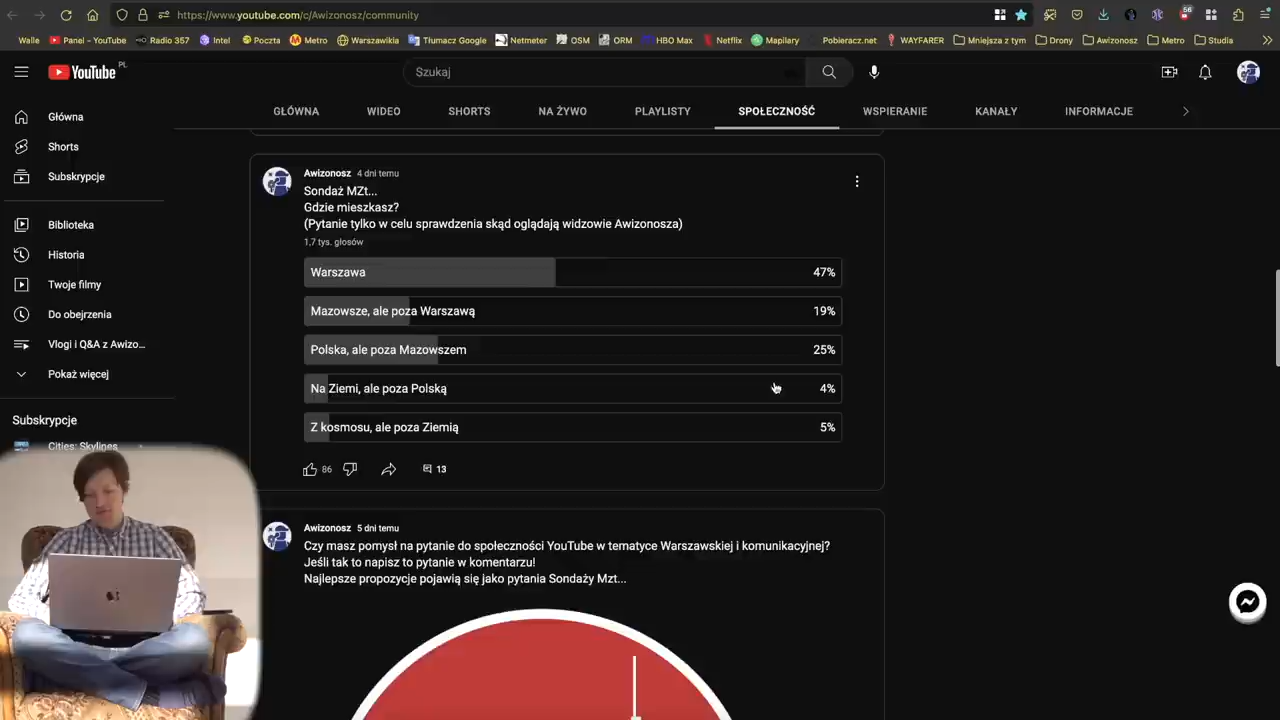 https://www.youtube.com/c/Awizonosz/community
56
Walle
Panel - YouTube
Radio 357
Intel
Poczta
Metro
Warszawikia
Tłumacz Google
Netmeter
OSM
ORM
HBO Max
Netflix
Mapilary
Pobieracz.net
WAYFARER
Mniejsza z tym
Drony
Awizonosz
Metro
Studia
YouTube PL
Szukaj
GŁÓWNA
WIDEO
SHORTS
NA ŻYWO
PLAYLISTY
SPOŁECZNOŚĆ
WSPIERANIE
KANAŁY
INFORMACJE
Główna
Shorts
Subskrypcje
Biblioteka
Historia
Twoje filmy
Do obejrzenia
Vlogi i Q&A z Awizo...
Pokaż więcej
Subskrypcje
Cities: Skylines
Awizonosz 4 dni temu
Sondaż MZt...
Gdzie mieszkasz?
(Pytanie tylko w celu sprawdzenia skąd oglądają widzowie Awizonosza)
1,7 tys. głosów
Warszawa 47%
Mazowsze, ale poza Warszawą 19%
Polska, ale poza Mazowszem 25%
Na Ziemi, ale poza Polską 4%
Z kosmosu, ale poza Ziemią 5%
86
13
Awizonosz 5 dni temu
Czy masz pomysł na pytanie do społeczności YouTube w tematyce Warszawskiej i komunikacyjnej?
Jeśli tak to napisz to pytanie w komentarzu!
Najlepsze propozycje pojawią się jako pytania Sondaży Mzt...